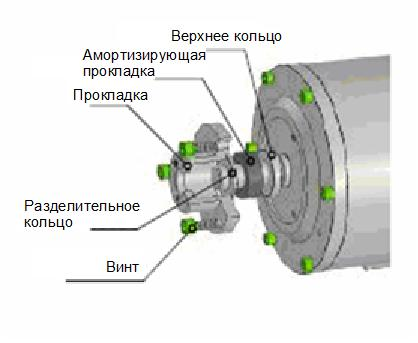 Верхнее кольцо
Амортизирующая
прокладка
Прокладка
Разделительное
кольцо
Винт